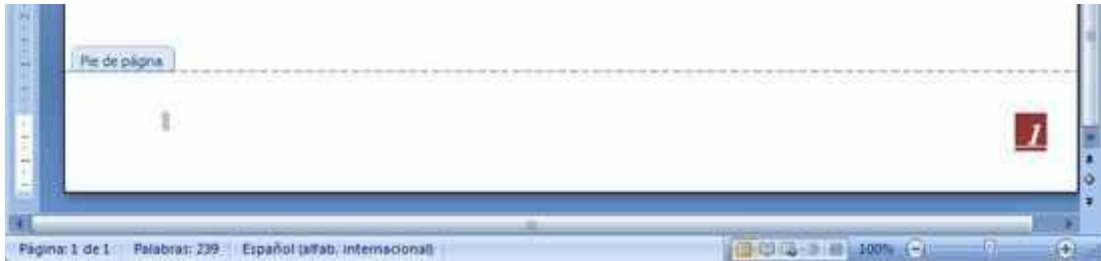 Pie de página
1
Página: 1 de 1 Palabras: 239 Español (alfab. internacional) 100%